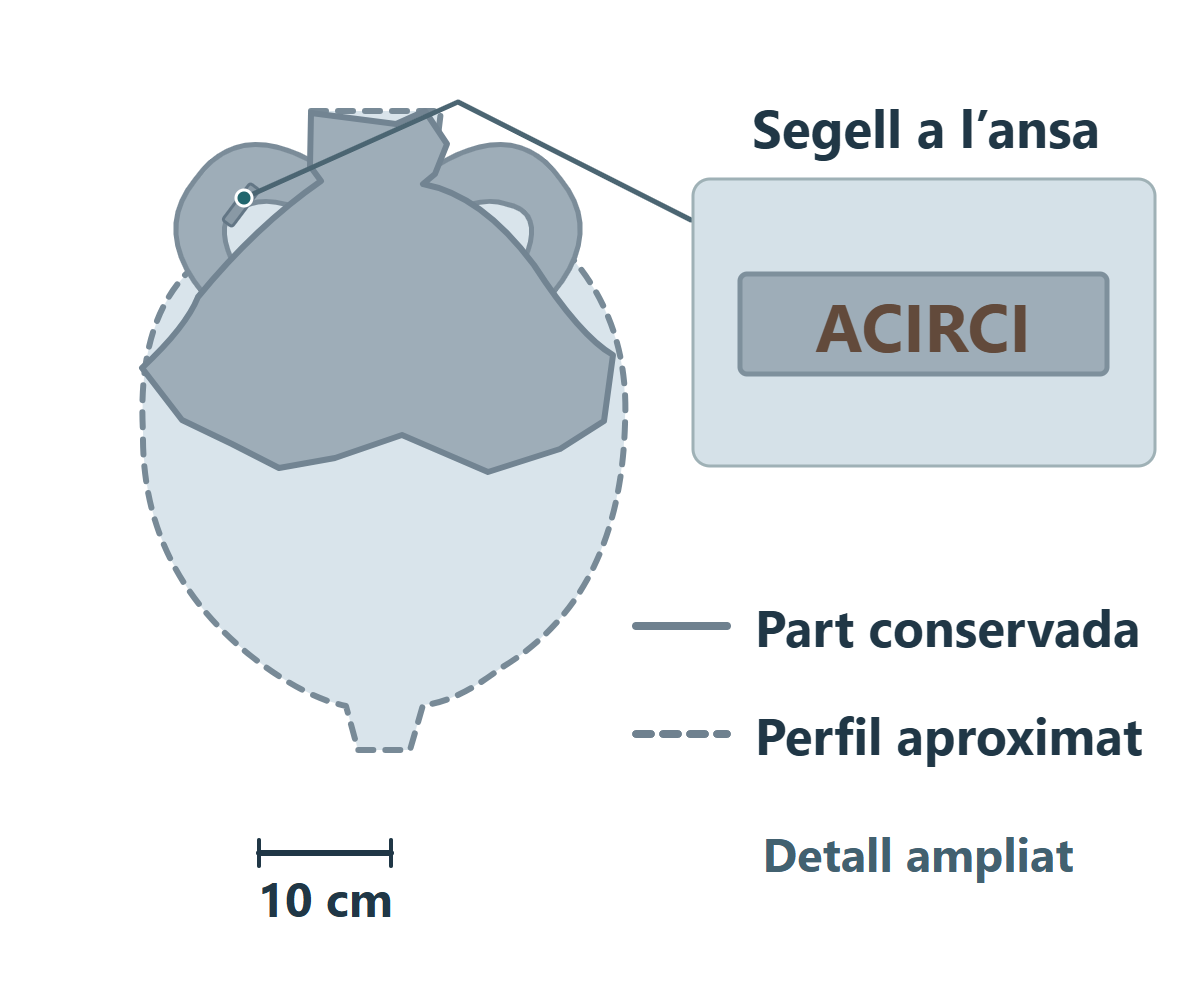 Segell a l’ansa
ACIRCI
Part conservada
Perfil aproximat
Detall ampliat
10 cm